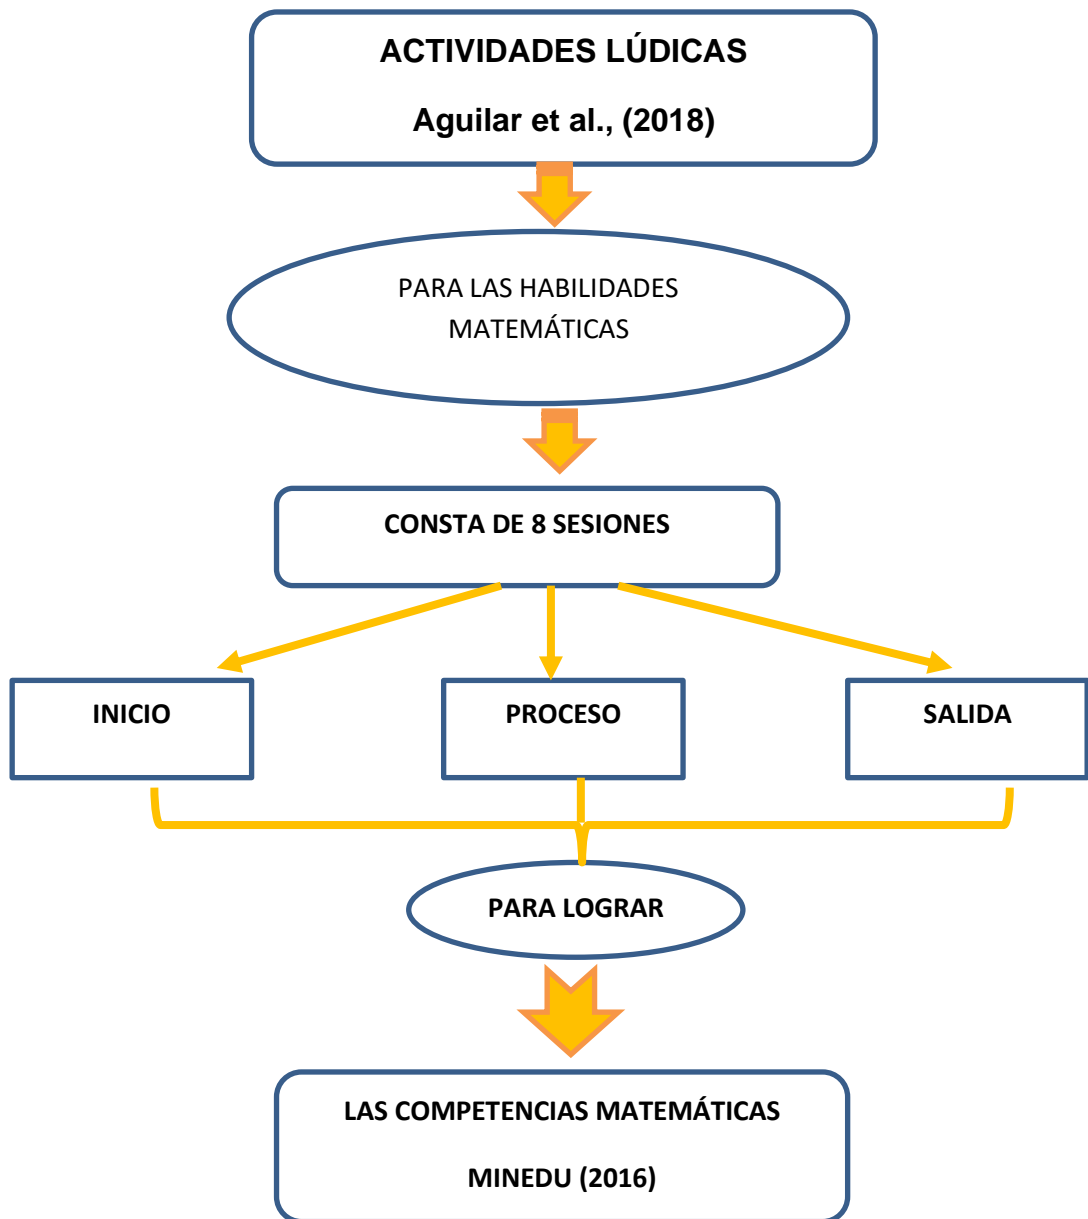 ACTIVIDADES LÚDICAS
Aguilar et al., (2018)
PARA LAS HABILIDADES
MATEMÁTICAS
CONSTA DE 8 SESIONES
INICIO
PROCESO
SALIDA
PARA LOGRAR
LAS COMPETENCIAS MATEMÁTICAS
MINEDU (2016)